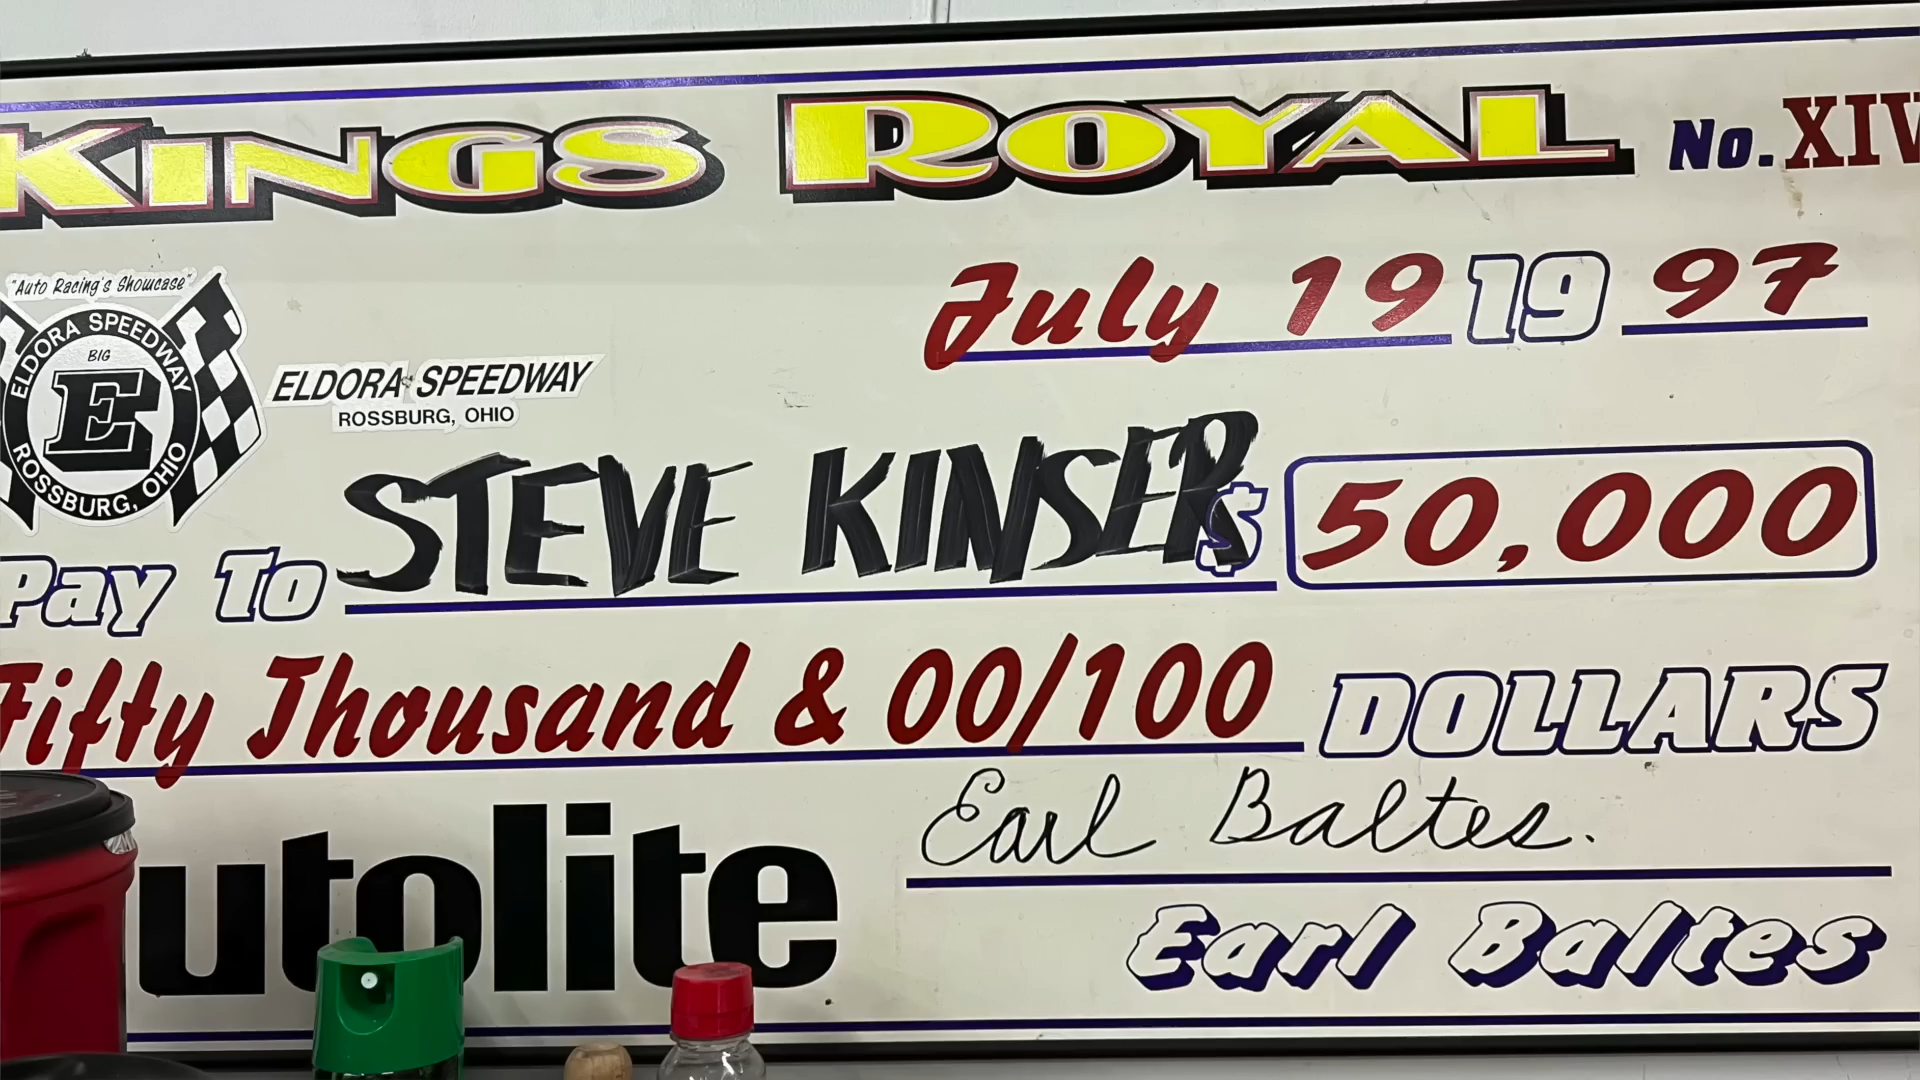 KINGS ROYAL No. XIV
"Auto Racing's Showcase"
July 19 19 97
ELDORA SPEEDWAY
BIG
E
ROSSBURG, OHIO
ELDORA SPEEDWAY
ROSSBURG, OHIO
Pay To STEVE KINSER $ 50,000
Fifty Thousand & 00/100 DOLLARS
utolite
Earl Baltes.
Earl Baltes